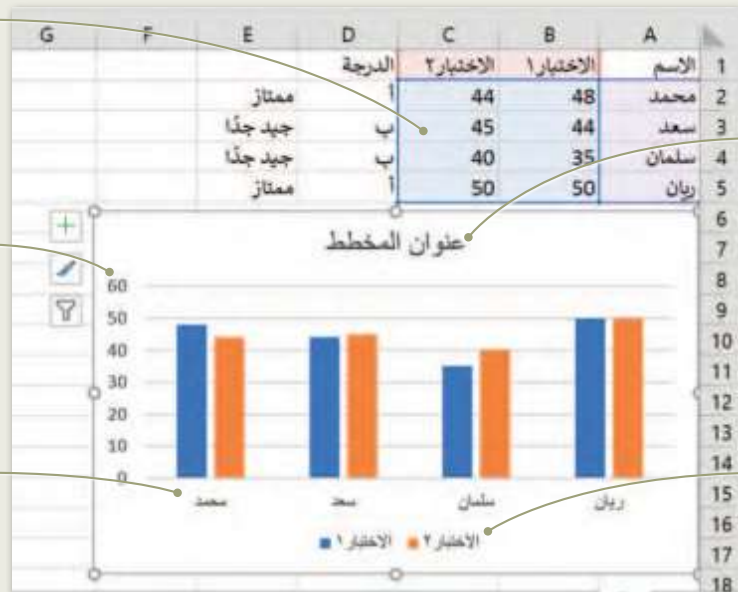 A B C D E F G
1 الاسم الاختبار١ الاختبار٢ الدرجة
2 محمد 48 44 أ ممتاز
3 سعد 44 45 ب جيد جدًا
4 سلمان 35 40 ب جيد جدًا
5 ريان 50 50 أ ممتاز
6
7
8
9
10
11
12
13
14
15
16
17
18
عنوان المخطط
60
50
40
30
20
10
0
محمد سعد سلمان ريان
الاختبار١ الاختبار٢